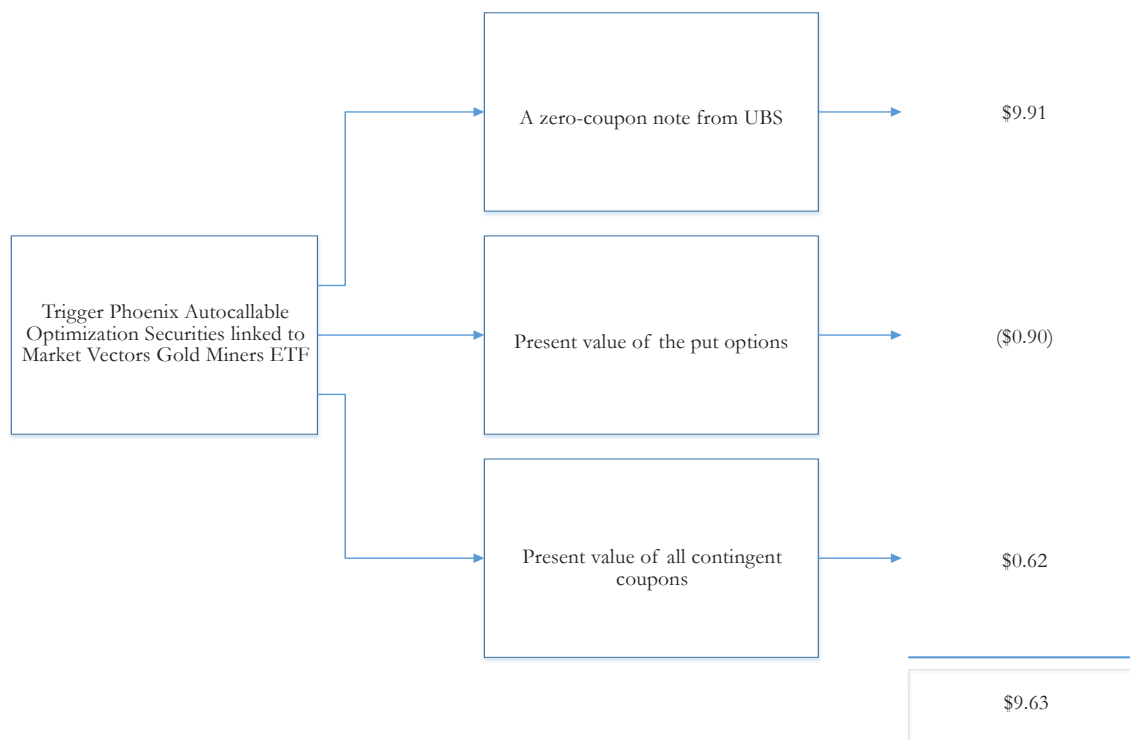 A zero-coupon note from UBS
$9.91
Trigger Phoenix Autocallable
Optimization Securities linked to
Market Vectors Gold Miners ETF
Present value of the put options
($0.90)
Present value of all contingent
coupons
$0.62
$9.63